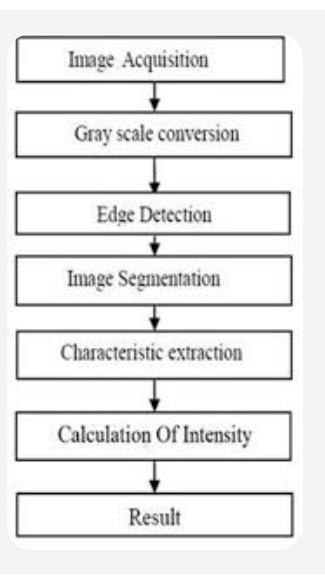 Image Acquisition
Gray scale conversion
Edge Detection
Image Segmentation
Characteristic extraction
Calculation Of Intensity
Result